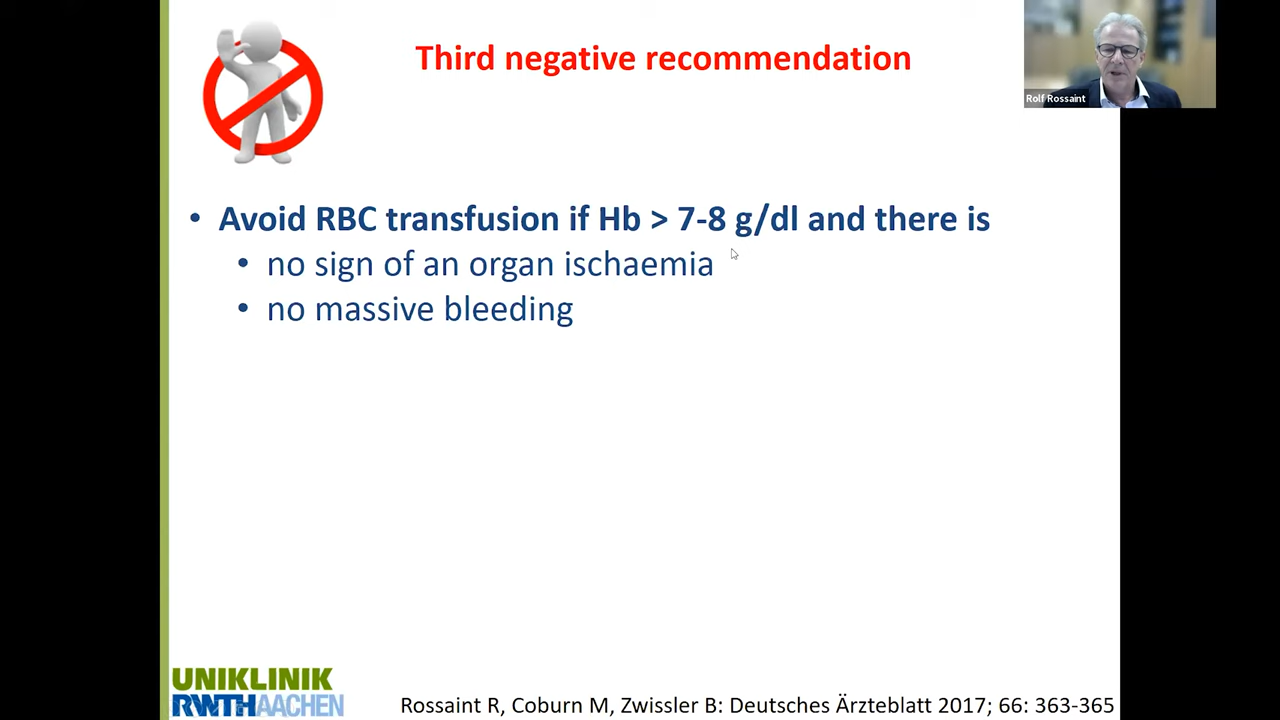 Third negative recommendation
Rolf Rossaint
• Avoid RBC transfusion if Hb > 7-8 g/dl and there is
• no sign of an organ ischaemia
• no massive bleeding
UNIKLINIK
RWTHAACHEN
Rossaint R, Coburn M, Zwissler B: Deutsches Ärzteblatt 2017; 66: 363-365